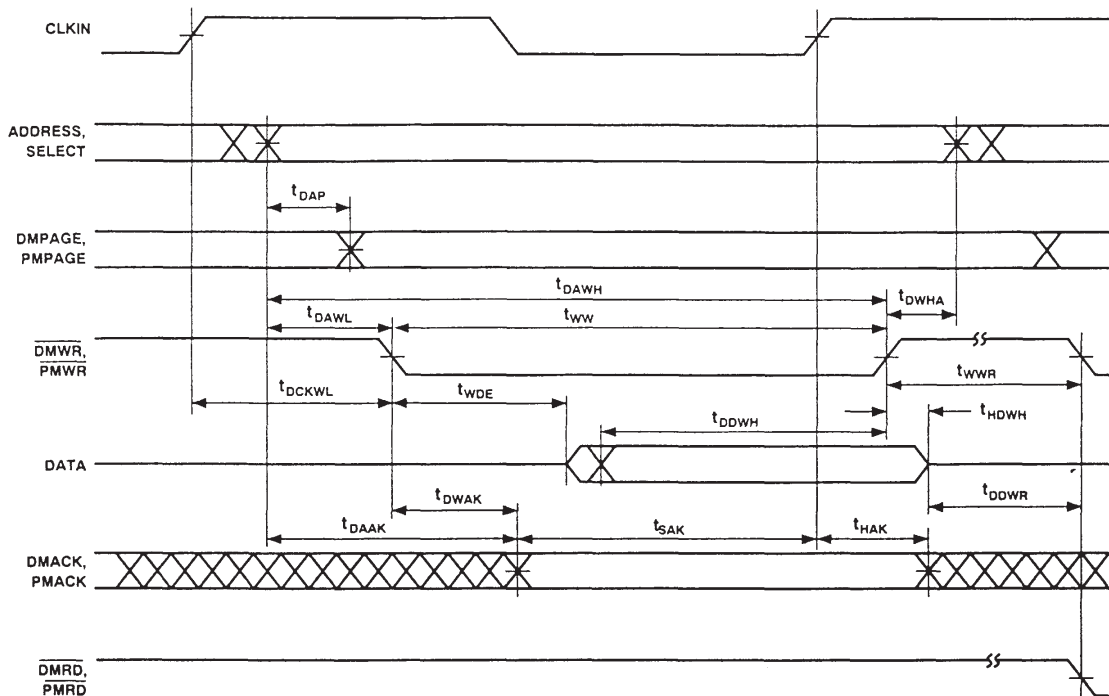 CLKIN
ADDRESS,
SELECT
tDAP
DMPAGE,
PMPAGE
tDAWH
tDWHA
tDAWL
tWW
DMWR,
PMWR
tWWR
tDCKWL
tWDE
tHDWH
tDDWH
DATA
tDWAK
tDDWR
tDAAK
tSAK
tHAK
DMACK,
PMACK
DMRD,
PMRD